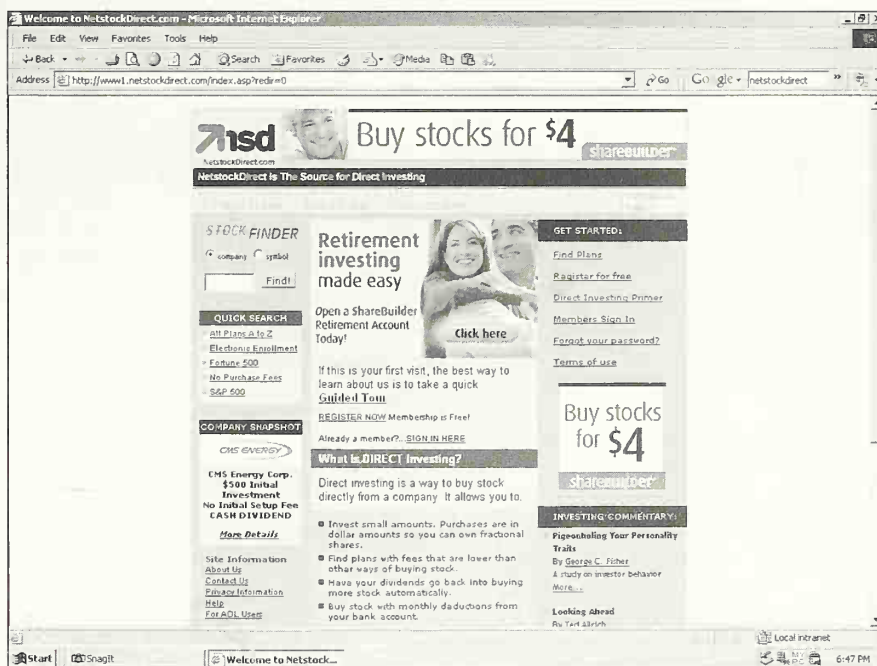 Welcome to NetstockDirect.com - Microsoft Internet Explorer
File Edit View Favorites Tools Help
Back Search Favorites Media
Address http://www1.netstockdirect.com/index.asp?redir=0 Go Google netstockdirect »
nsd
NetstockDirect.com
Buy stocks for $4
sharebuilder
NetstockDirect is The Source for Direct Investing
STOCK FINDER
company symbol
Find!
QUICK SEARCH
All Plans A to Z
Electronic Enrollment
Fortune 500
No Purchase Fees
S&P 500
COMPANY SNAPSHOT
CMS ENERGY
CMS Energy Corp.
$500 Initial
Investment
No Initial Setup Fee
CASH DIVIDEND
More Details
Site Information
About Us
Contact Us
Privacy Information
Help
For AOL Users
Retirement
investing
made easy
Open a ShareBuilder
Retirement Account
Today!
Click here
If this is your first visit, the best way to
learn about us is to take a quick
Guided Tour
REGISTER NOW Membership is Free!
Already a member?...SIGN IN HERE
What is DIRECT Investing?
Direct investing is a way to buy stock
directly from a company. It allows you to.
Invest small amounts. Purchases are in
dollar amounts so you can own fractional
shares.
Find plans with fees that are lower than
other ways of buying stock.
Have your dividends go back into buying
more stock automatically.
Buy stock with monthly deductions from
your bank account.
GET STARTED:
Find Plans
Register for free
Direct Investing Primer
Members Sign In
Forgot your password?
Terms of use
Buy stocks
for $4
sharebuilder
INVESTING COMMENTARY:
Pigeonholing Your Personality
Traits
By George C. Fisher
A study on investor behavior
More...
Looking Ahead
By Ted Allrich
Local intranet
Start SnagIt Welcome to Netstock... 6:47 PM